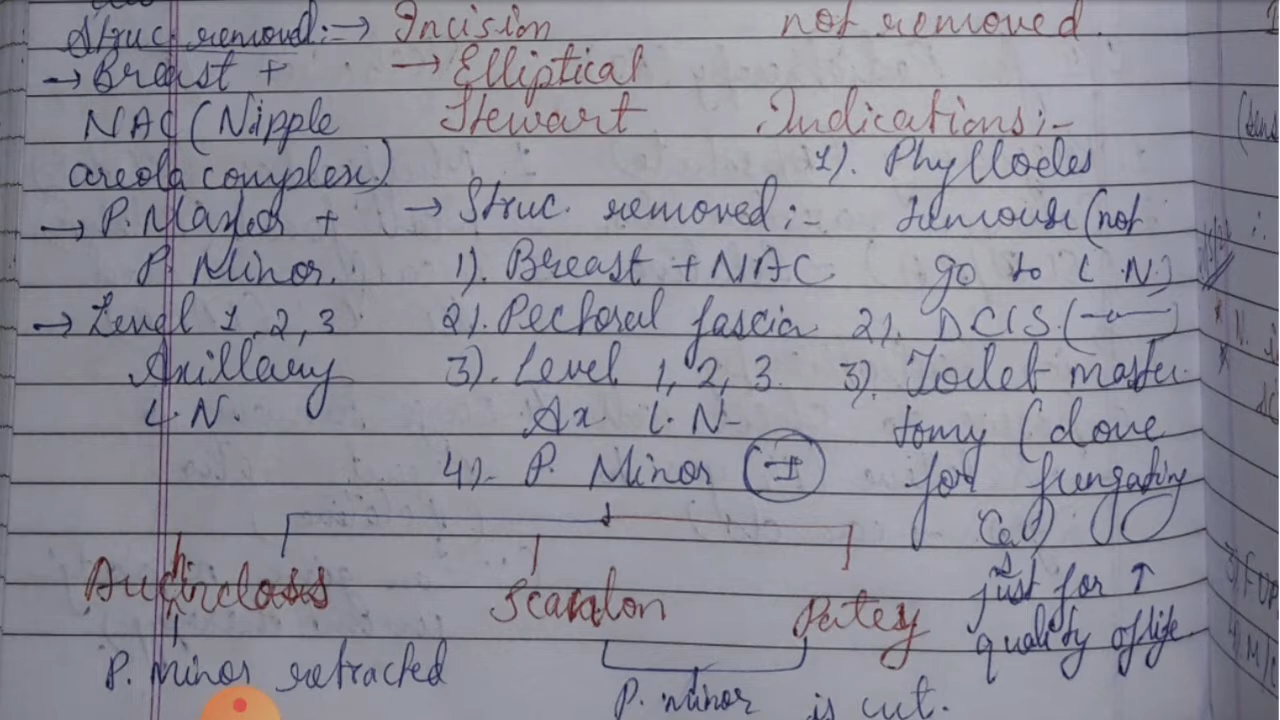 Struc. removed:-→
→ Breast +
NAC (Nipple
areola complex)
→ P. Major +
P. Minor.
→ Level 1, 2, 3
Axillary
L.N.
Incision
→ Elliptical
Stewart
→ Struc. removed:-
1). Breast + NAC
2). Pectoral fascia
3). Level 1, 2, 3.
Ax L.N-
4). P. Minor (±)
not removed.
Indications:-
1). Phyllodes
tumour (not
go to L.N.)
2). DCIS. (—"—)
3). Toilet mastec
tomy (done
for fungating
Ca)
just for ↑
quality of life
Auchincloss
Scanlon
Patey
P. Minor retracted
P. minor is cut.